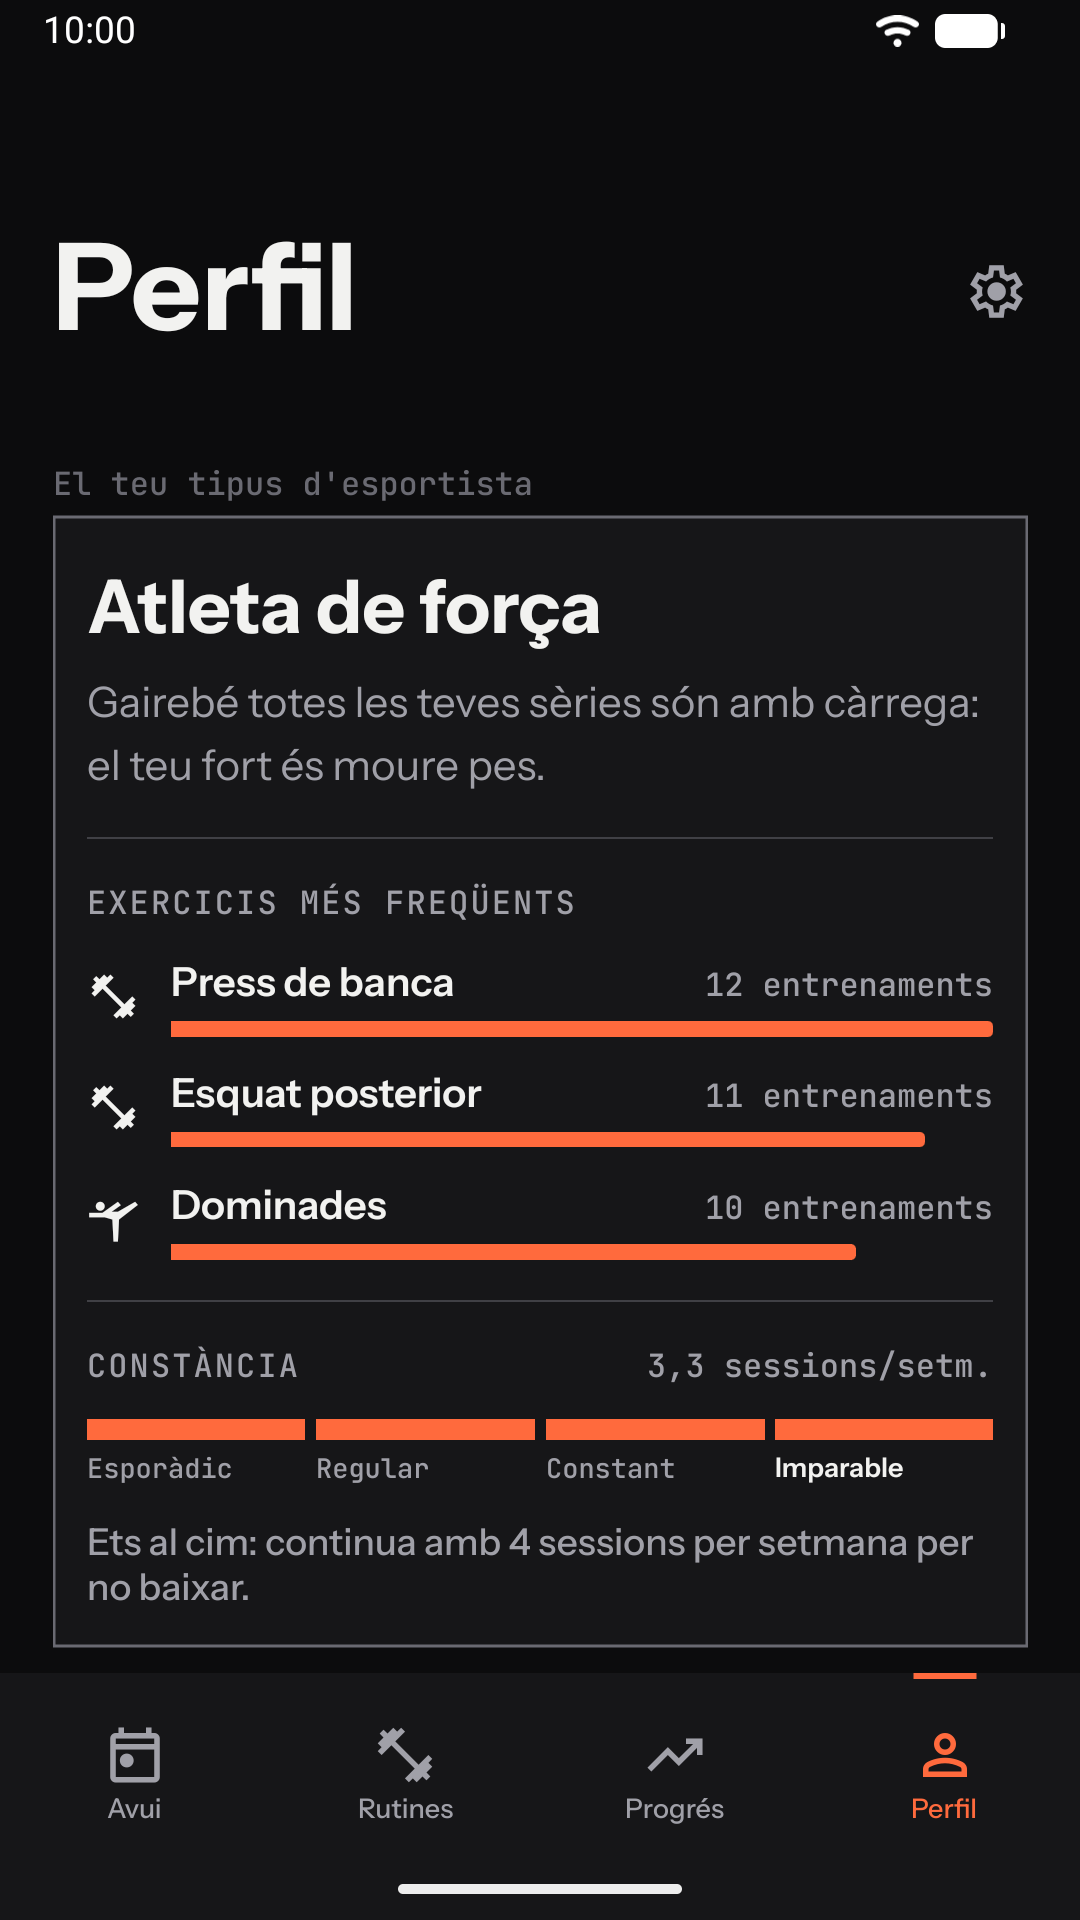 10:00
Perfil
El teu tipus d'esportista
Atleta de força
Gairebé totes les teves sèries són amb càrrega:
el teu fort és moure pes.
EXERCICIS MÉS FREQÜENTS
Press de banca
12 entrenaments
Esquat posterior
11 entrenaments
Dominades
10 entrenaments
CONSTÀNCIA
3,3 sessions/setm.
Esporàdic
Regular
Constant
Imparable
Ets al cim: continua amb 4 sessions per setmana per
no baixar.
Avui
Rutines
Progrés
Perfil